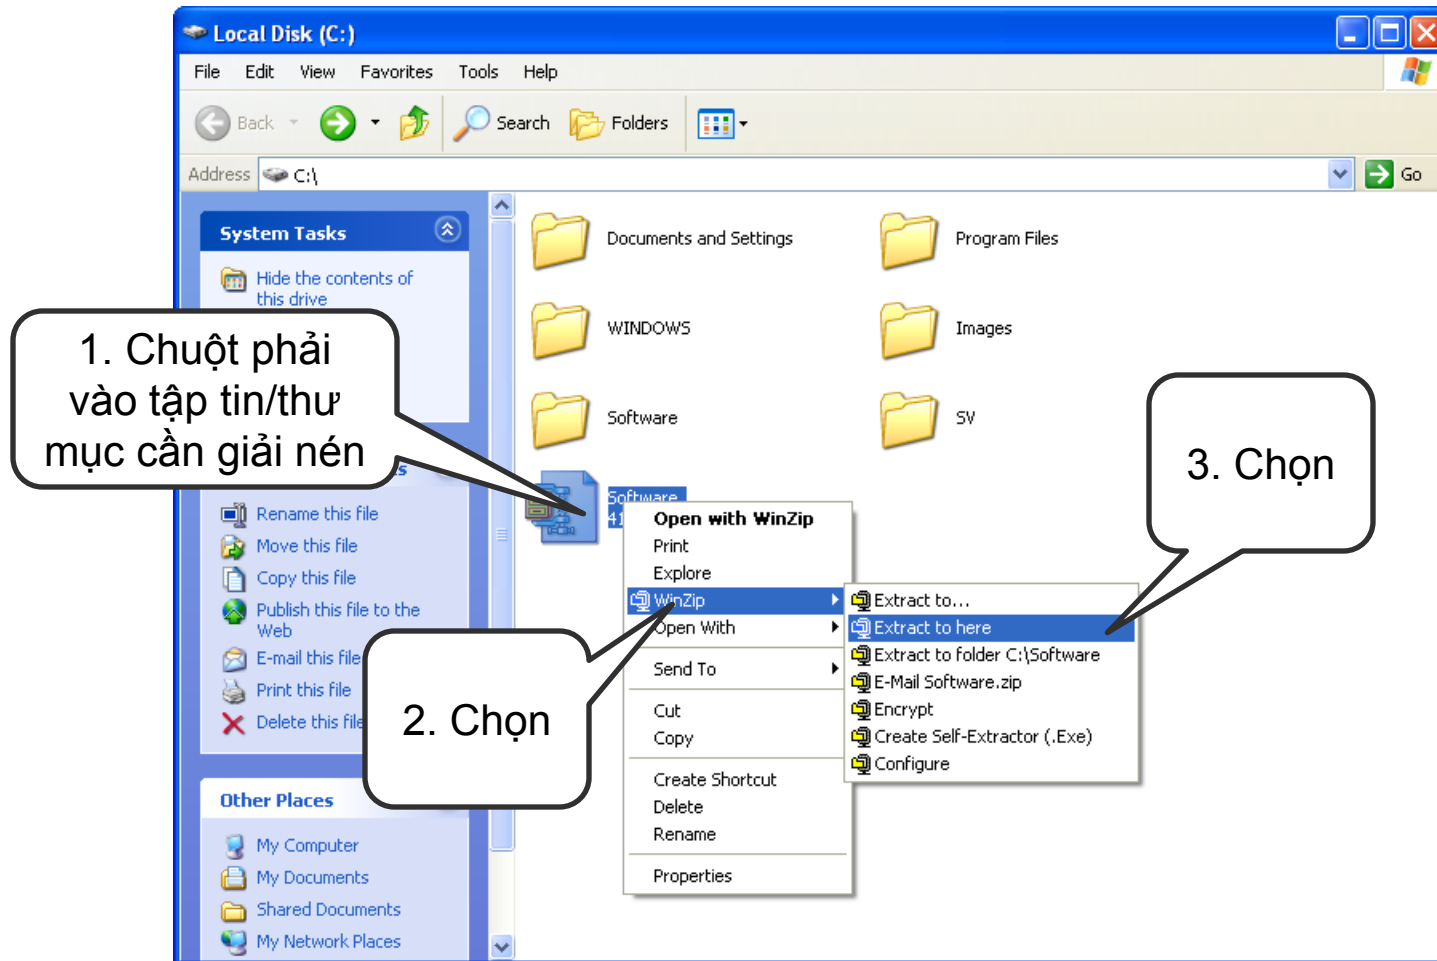 Local Disk (C:)
File Edit View Favorites Tools Help
Back Search Folders
Address C:\ Go
System Tasks
Hide the contents of
this drive
Documents and Settings
Program Files
WINDOWS
Images
Software
SV
1. Chuột phải
vào tập tin/thư
mục cần giải nén
Rename this file
Move this file
Copy this file
Publish this file to the
Web
E-mail this file
Print this file
Delete this file
Other Places
My Computer
My Documents
Shared Documents
My Network Places
Software
Open with WinZip
Print
Explore
WinZip
Open With
Send To
Cut
Copy
Create Shortcut
Delete
Rename
Properties
2. Chọn
Extract to...
Extract to here
Extract to folder C:\Software
E-Mail Software.zip
Encrypt
Create Self-Extractor (.Exe)
Configure
3. Chọn